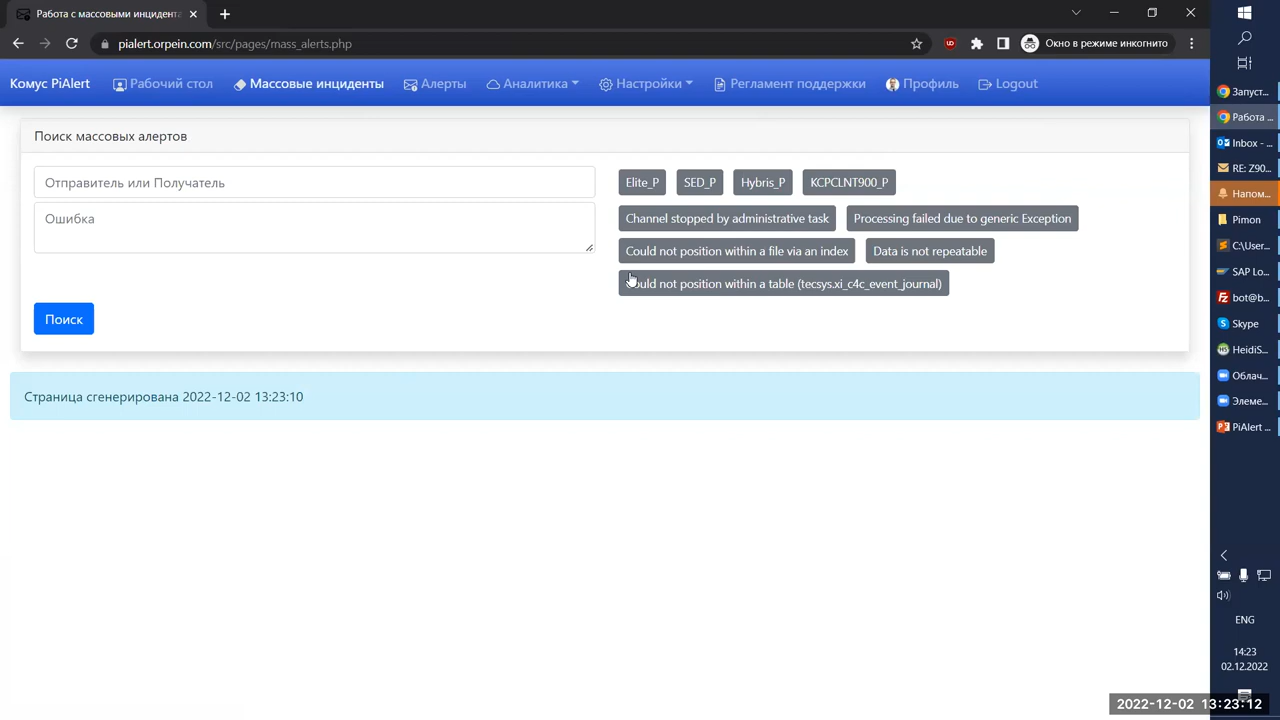 Работа с массовыми инцидента
pialert.orpein.com/src/pages/mass_alerts.php
Окно в режиме инкогнито
Комус PiAlert Рабочий стол Массовые инциденты Алерты Аналитика Настройки Регламент поддержки Профиль Logout
Поиск массовых алертов
Отправитель или Получатель
Elite_P SED_P Hybris_P KCPCLNT900_P
Ошибка
Channel stopped by administrative task Processing failed due to generic Exception
Could not position within a file via an index Data is not repeatable
Could not position within a table (tecsys.xi_c4c_event_journal)
Поиск
Страница сгенерирована 2022-12-02 13:23:10
Запуст...
Работа ...
Inbox - ...
RE: Z90...
Напом...
Pimon
C:\User...
SAP Lo...
bot@b...
Skype
HeidiS...
Облач...
Элеме...
PiAlert ...
ENG
14:23
02.12.2022
2022-12-02 13:23:12